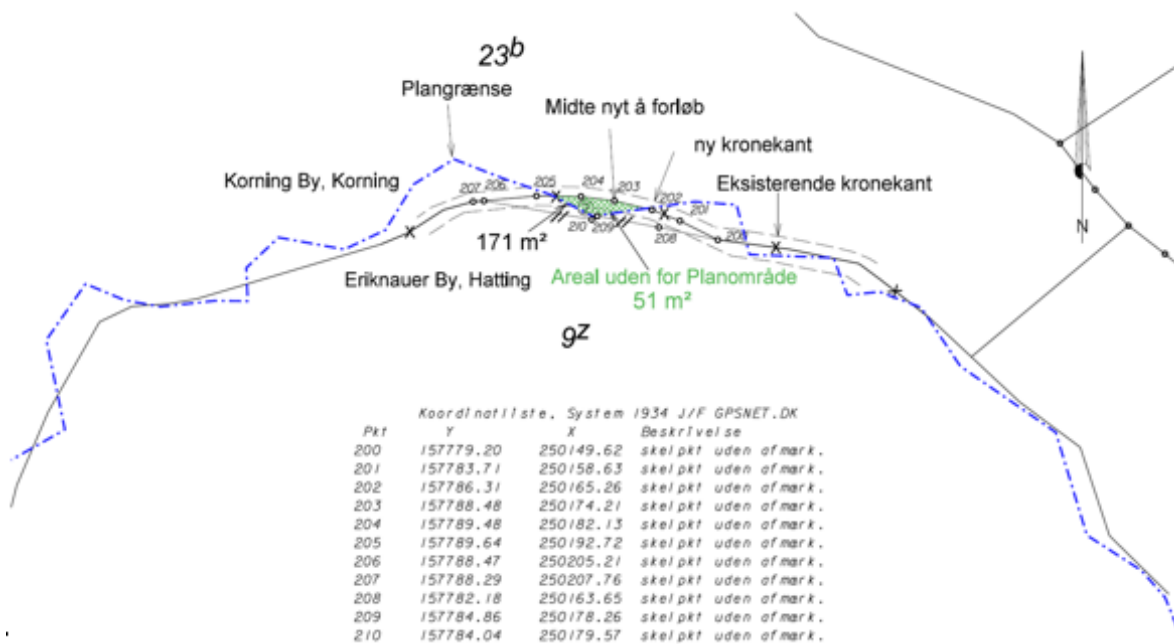 23b
Plangrænse
Midte nyt å forløb
ny kronekant
Korning By, Korning
Eksisterende kronekant
207 206 205 204 203 202 201
210 209 208
171 m²
Eriknauer By, Hatting
Areal uden for Planområde
51 m²
N
9z
Koordinatliste. System 1934 J/F GPSNET.DK
Pkt Y X Beskrivelse
200 157779.20 250149.62 skelpkt uden afmærk.
201 157783.71 250158.63 skelpkt uden afmærk.
202 157786.31 250165.26 skelpkt uden afmærk.
203 157788.48 250174.21 skelpkt uden afmærk.
204 157789.48 250182.13 skelpkt uden afmærk.
205 157789.64 250192.72 skelpkt uden afmærk.
206 157788.47 250205.21 skelpkt uden afmærk.
207 157788.29 250207.76 skelpkt uden afmærk.
208 157782.18 250163.65 skelpkt uden afmærk.
209 157784.86 250178.26 skelpkt uden afmærk.
210 157784.04 250179.57 skelpkt uden afmærk.